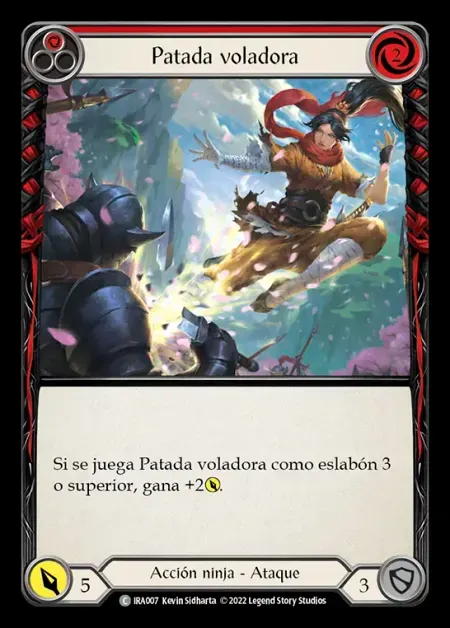 Patada voladora
2
Si se juega Patada voladora como eslabón 3
o superior, gana +2.
5
Acción ninja - Ataque
3
C IRA007 Kevin Sidharta ©2022 Legend Story Studios